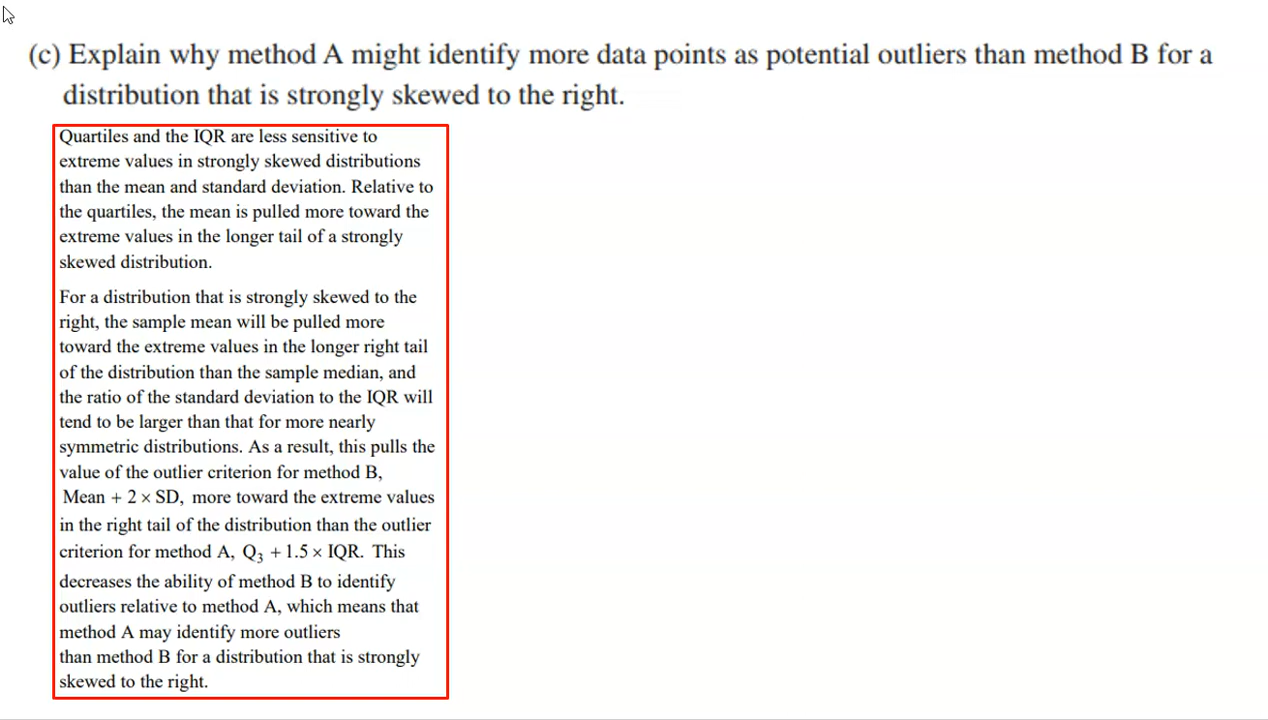 (c) Explain why method A might identify more data points as potential outliers than method B for a
distribution that is strongly skewed to the right.
Quartiles and the IQR are less sensitive to
extreme values in strongly skewed distributions
than the mean and standard deviation. Relative to
the quartiles, the mean is pulled more toward the
extreme values in the longer tail of a strongly
skewed distribution.
For a distribution that is strongly skewed to the
right, the sample mean will be pulled more
toward the extreme values in the longer right tail
of the distribution than the sample median, and
the ratio of the standard deviation to the IQR will
tend to be larger than that for more nearly
symmetric distributions. As a result, this pulls the
value of the outlier criterion for method B,
Mean + 2 × SD, more toward the extreme values
in the right tail of the distribution than the outlier
criterion for method A, Q₃ + 1.5 × IQR. This
decreases the ability of method B to identify
outliers relative to method A, which means that
method A may identify more outliers
than method B for a distribution that is strongly
skewed to the right.